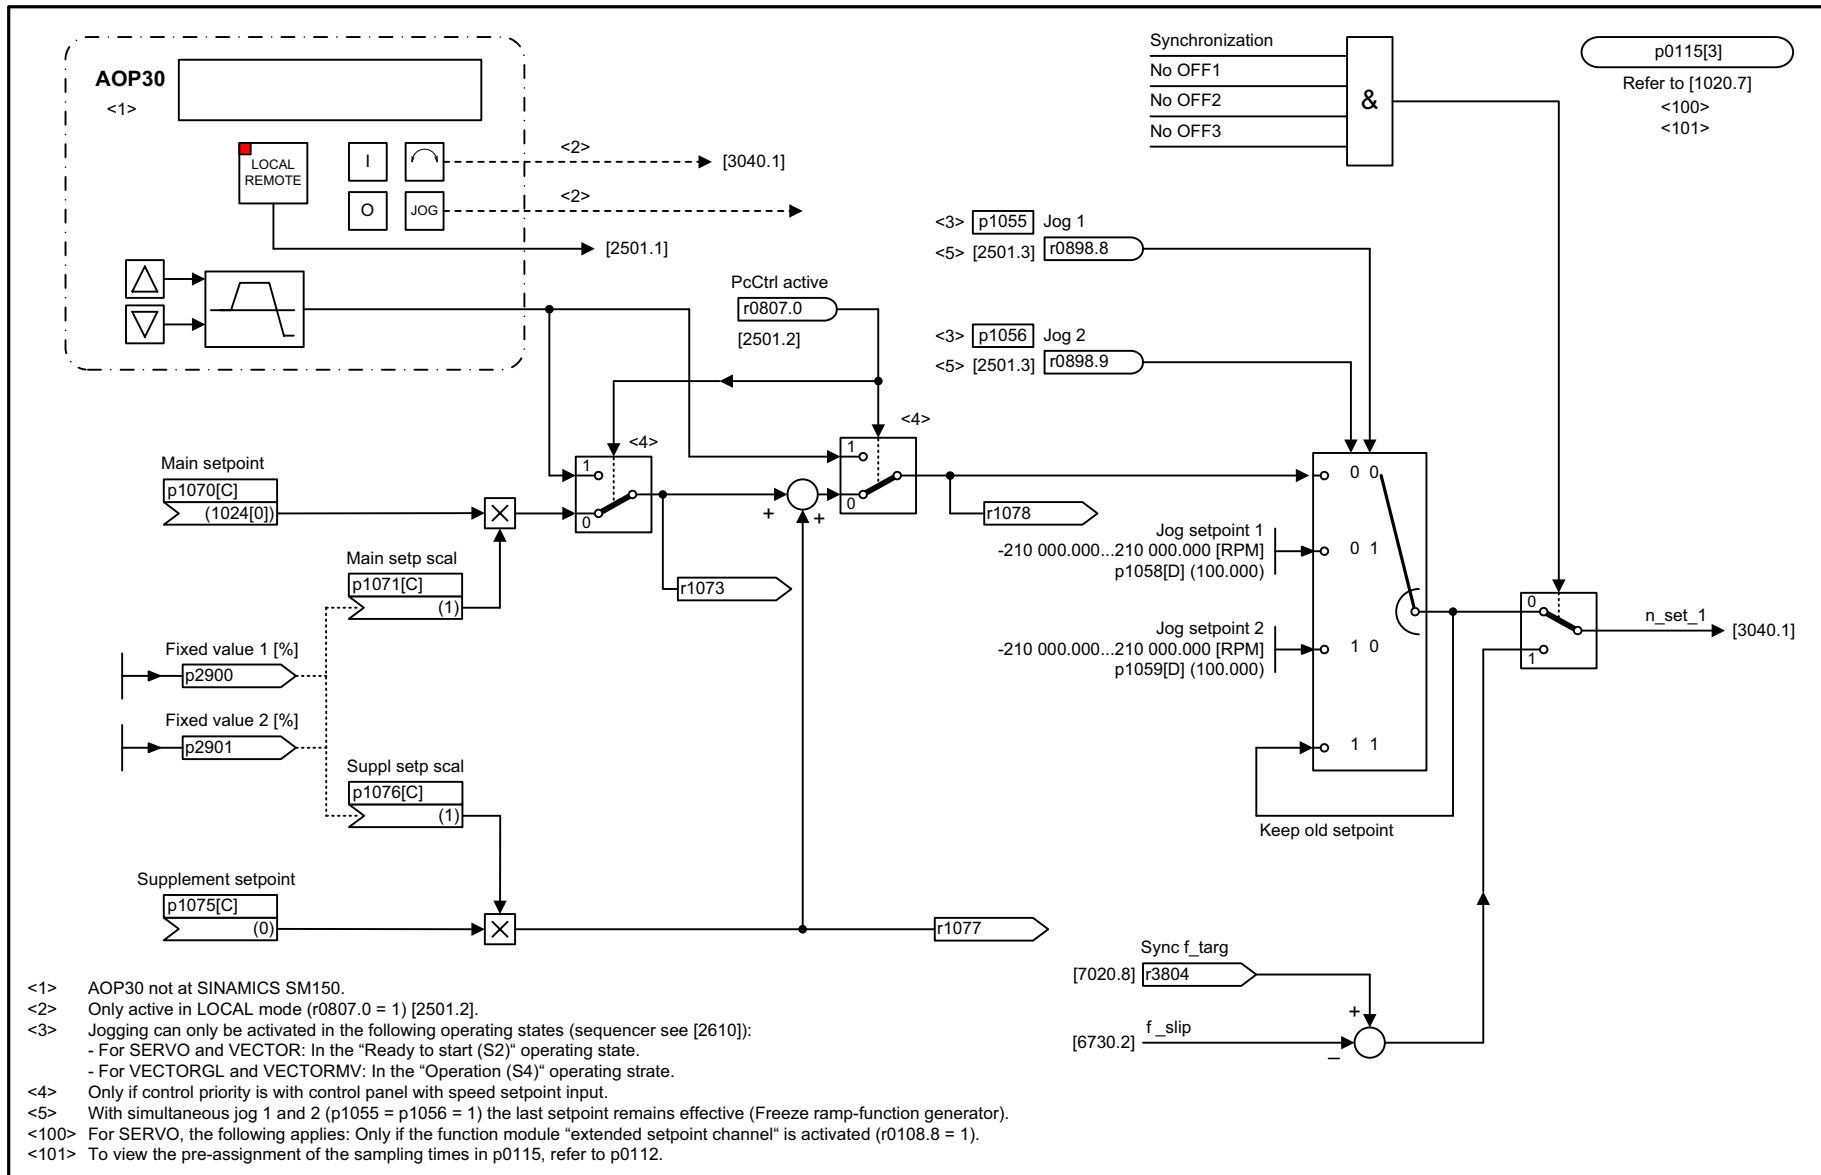 AOP30
<1>
LOCAL
REMOTE
I
O
JOG
<2>
[3040.1]
<2>
[2501.1]
Synchronization
No OFF1
No OFF2
No OFF3
&
p0115[3]
Refer to [1020.7]
<100>
<101>
<3> p1055 Jog 1
<5> [2501.3] r0898.8
PcCtrl active
r0807.0
[2501.2]
<3> p1056 Jog 2
<5> [2501.3] r0898.9
<4>
1
0
<4>
1
0
Main setpoint
p1070[C]
(1024[0])
+
+
r1078
Main setp scal
p1071[C]
(1)
r1073
Fixed value 1 [%]
p2900
Fixed value 2 [%]
p2901
Suppl setp scal
p1076[C]
(1)
Supplement setpoint
p1075[C]
(0)
r1077
0 0
Jog setpoint 1
-210 000.000...210 000.000 [RPM]
p1058[D] (100.000)
0 1
Jog setpoint 2
-210 000.000...210 000.000 [RPM]
p1059[D] (100.000)
1 0
1 1
Keep old setpoint
0
1
n_set_1
[3040.1]
Sync f_targ
[7020.8] r3804
+
[6730.2] f _slip
–
<1> AOP30 not at SINAMICS SM150.
<2> Only active in LOCAL mode (r0807.0 = 1) [2501.2].
<3> Jogging can only be activated in the following operating states (sequencer see [2610]):
- For SERVO and VECTOR: In the “Ready to start (S2)“ operating state.
- For VECTORGL and VECTORMV: In the “Operation (S4)“ operating strate.
<4> Only if control priority is with control panel with speed setpoint input.
<5> With simultaneous jog 1 and 2 (p1055 = p1056 = 1) the last setpoint remains effective (Freeze ramp-function generator).
<100> For SERVO, the following applies: Only if the function module “extended setpoint channel“ is activated (r0108.8 = 1).
<101> To view the pre-assignment of the sampling times in p0115, refer to p0112.